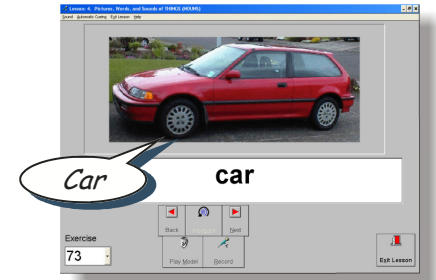 Lesson: 4. Pictures, Words, and Sounds of THINGS (NOUNS)
Sound Automatic Cueing Exit Lesson Help
Car
car
Back Next
Exercise
73
Play Model Record
Exit Lesson